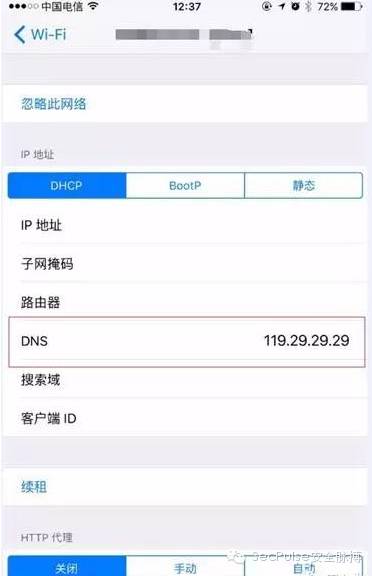 中国电信 12:37 72%
Wi-Fi
忽略此网络
IP 地址
DHCP BootP 静态
IP 地址
子网掩码
路由器
DNS 119.29.29.29
搜索域
客户端 ID
续租
HTTP 代理
SecPulse安全脉搏
关闭 手动 自动